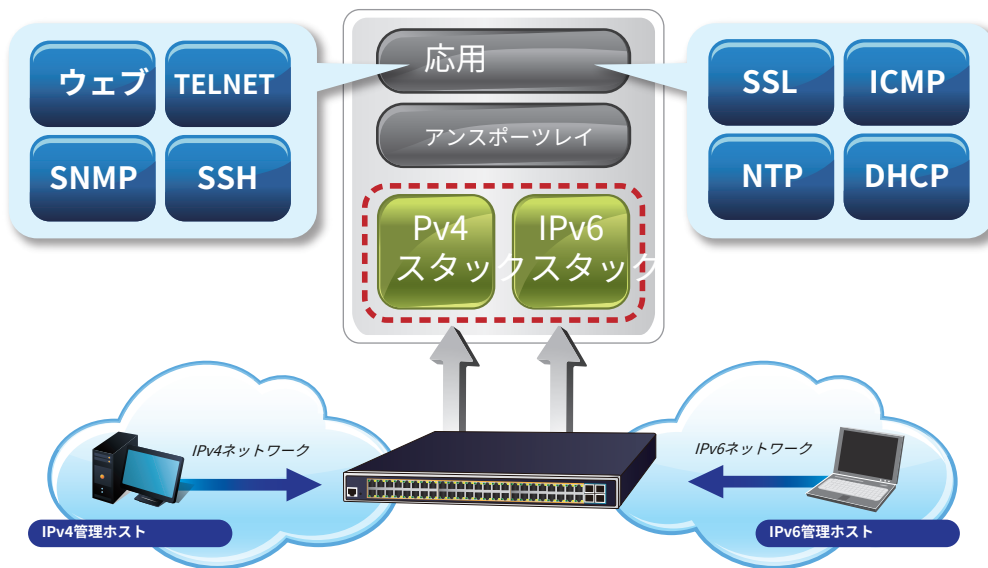 ウェブ
TELNET
SNMP
SSH
応用
アンスポーツレイ
Pv4
スタック
IPv6
スタック
SSL
ICMP
NTP
DHCP
IPv4ネットワーク
IPv6ネットワーク
IPv4管理ホスト
IPv6管理ホスト